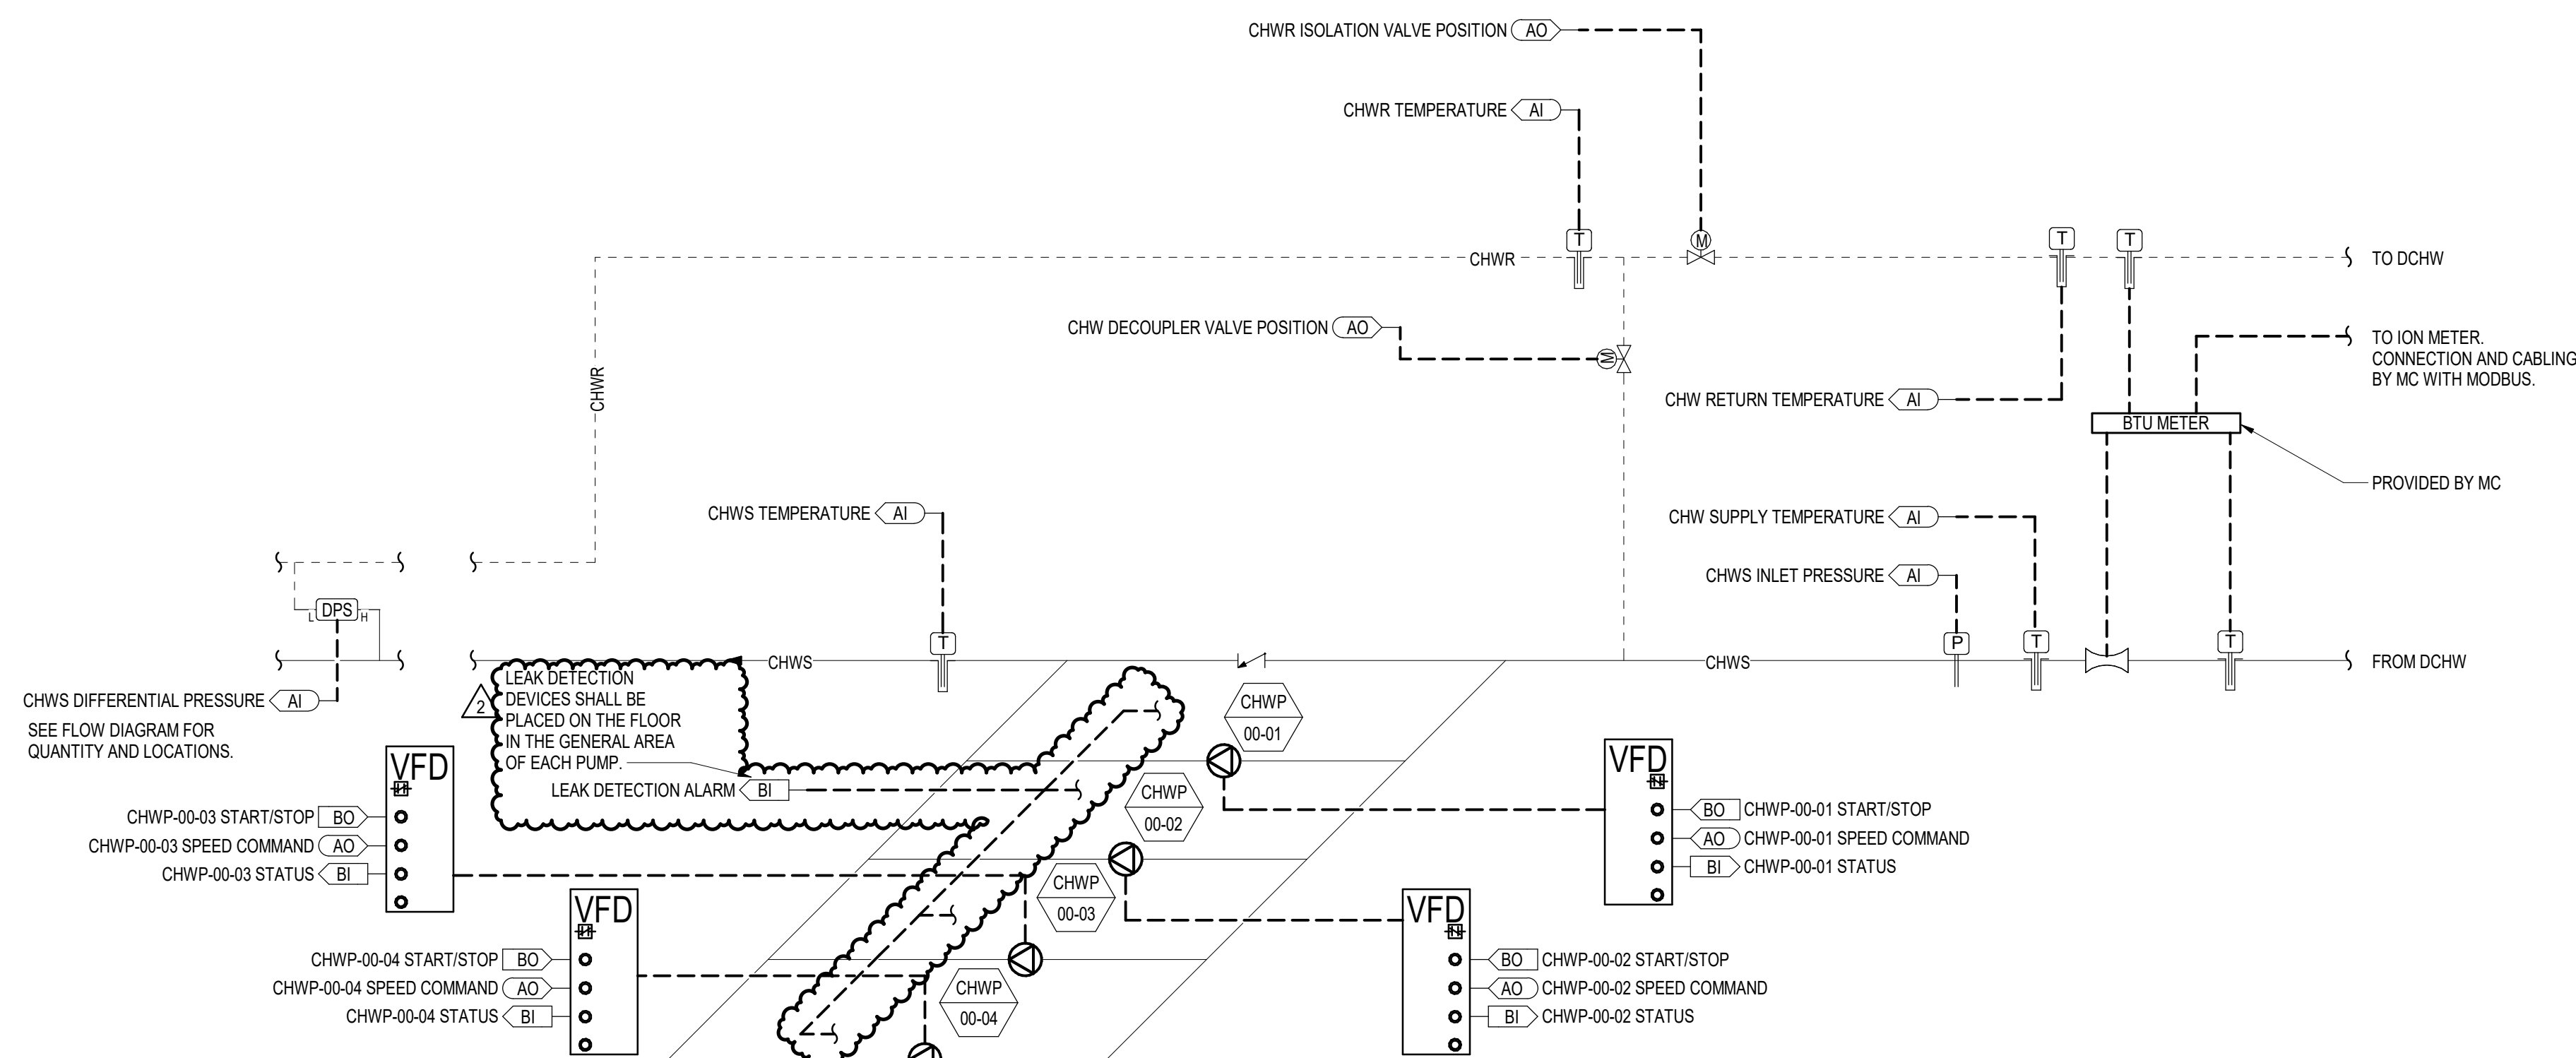 CHWR ISOLATION VALVE POSITION AO
CHWR TEMPERATURE AI
T
M
T
T
CHWR
TO DCHW
CHW DECOUPLER VALVE POSITION AO
M
TO ION METER.
CONNECTION AND CABLING
BY MC WITH MODBUS.
CHWR
CHW RETURN TEMPERATURE AI
BTU METER
PROVIDED BY MC
CHWS TEMPERATURE AI
CHW SUPPLY TEMPERATURE AI
CHWS INLET PRESSURE AI
L DPS H
T
P
T
T
CHWS
CHWS
FROM DCHW
CHWS DIFFERENTIAL PRESSURE AI
SEE FLOW DIAGRAM FOR
QUANTITY AND LOCATIONS.
2
LEAK DETECTION
DEVICES SHALL BE
PLACED ON THE FLOOR
IN THE GENERAL AREA
OF EACH PUMP.
LEAK DETECTION ALARM BI
CHWP
00-01
CHWP
00-02
CHWP
00-03
CHWP
00-04
VFD
CHWP-00-03 START/STOP BO
CHWP-00-03 SPEED COMMAND AO
CHWP-00-03 STATUS BI
VFD
CHWP-00-04 START/STOP BO
CHWP-00-04 SPEED COMMAND AO
CHWP-00-04 STATUS BI
VFD
BO CHWP-00-01 START/STOP
AO CHWP-00-01 SPEED COMMAND
BI CHWP-00-01 STATUS
VFD
BO CHWP-00-02 START/STOP
AO CHWP-00-02 SPEED COMMAND
BI CHWP-00-02 STATUS